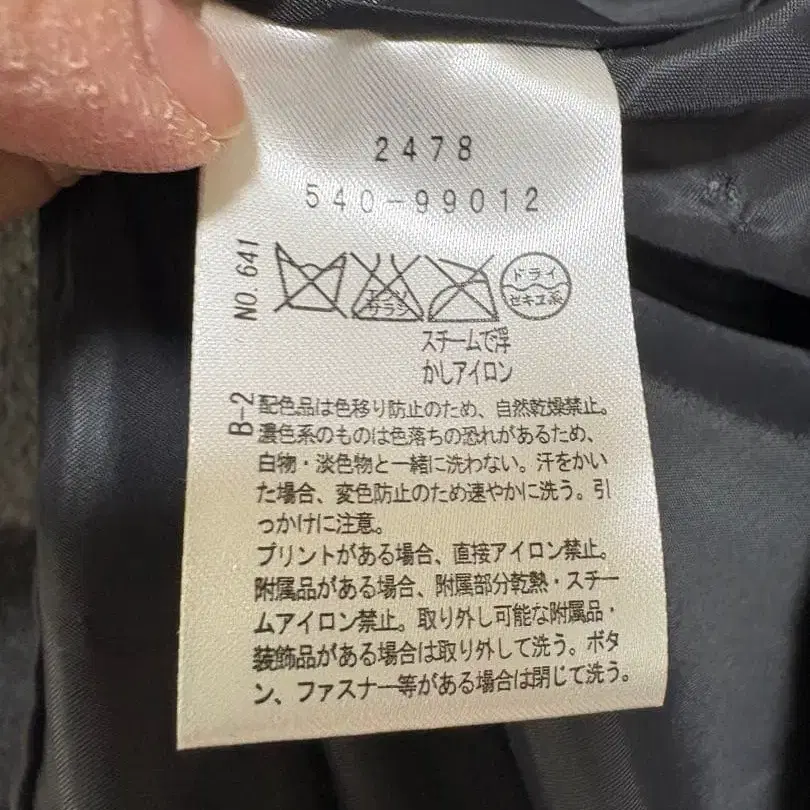 2478
540-99012
NO. 641
エンソ
サラシ
ドライ
セキユ系
スチームで浮
かしアイロン
B-2
配色品は色移り防止のため、自然乾燥禁止。
濃色系のものは色落ちの恐れがあるため、
白物・淡色物と一緒に洗わない。汗をかい
た場合、変色防止のため速やかに洗う。引
っかけに注意。
プリントがある場合、直接アイロン禁止。
附属品がある場合、附属部分乾熱・スチー
ムアイロン禁止。取り外し可能な附属品・
装飾品がある場合は取り外して洗う。ボタ
ン、ファスナー等がある場合は閉じて洗う。